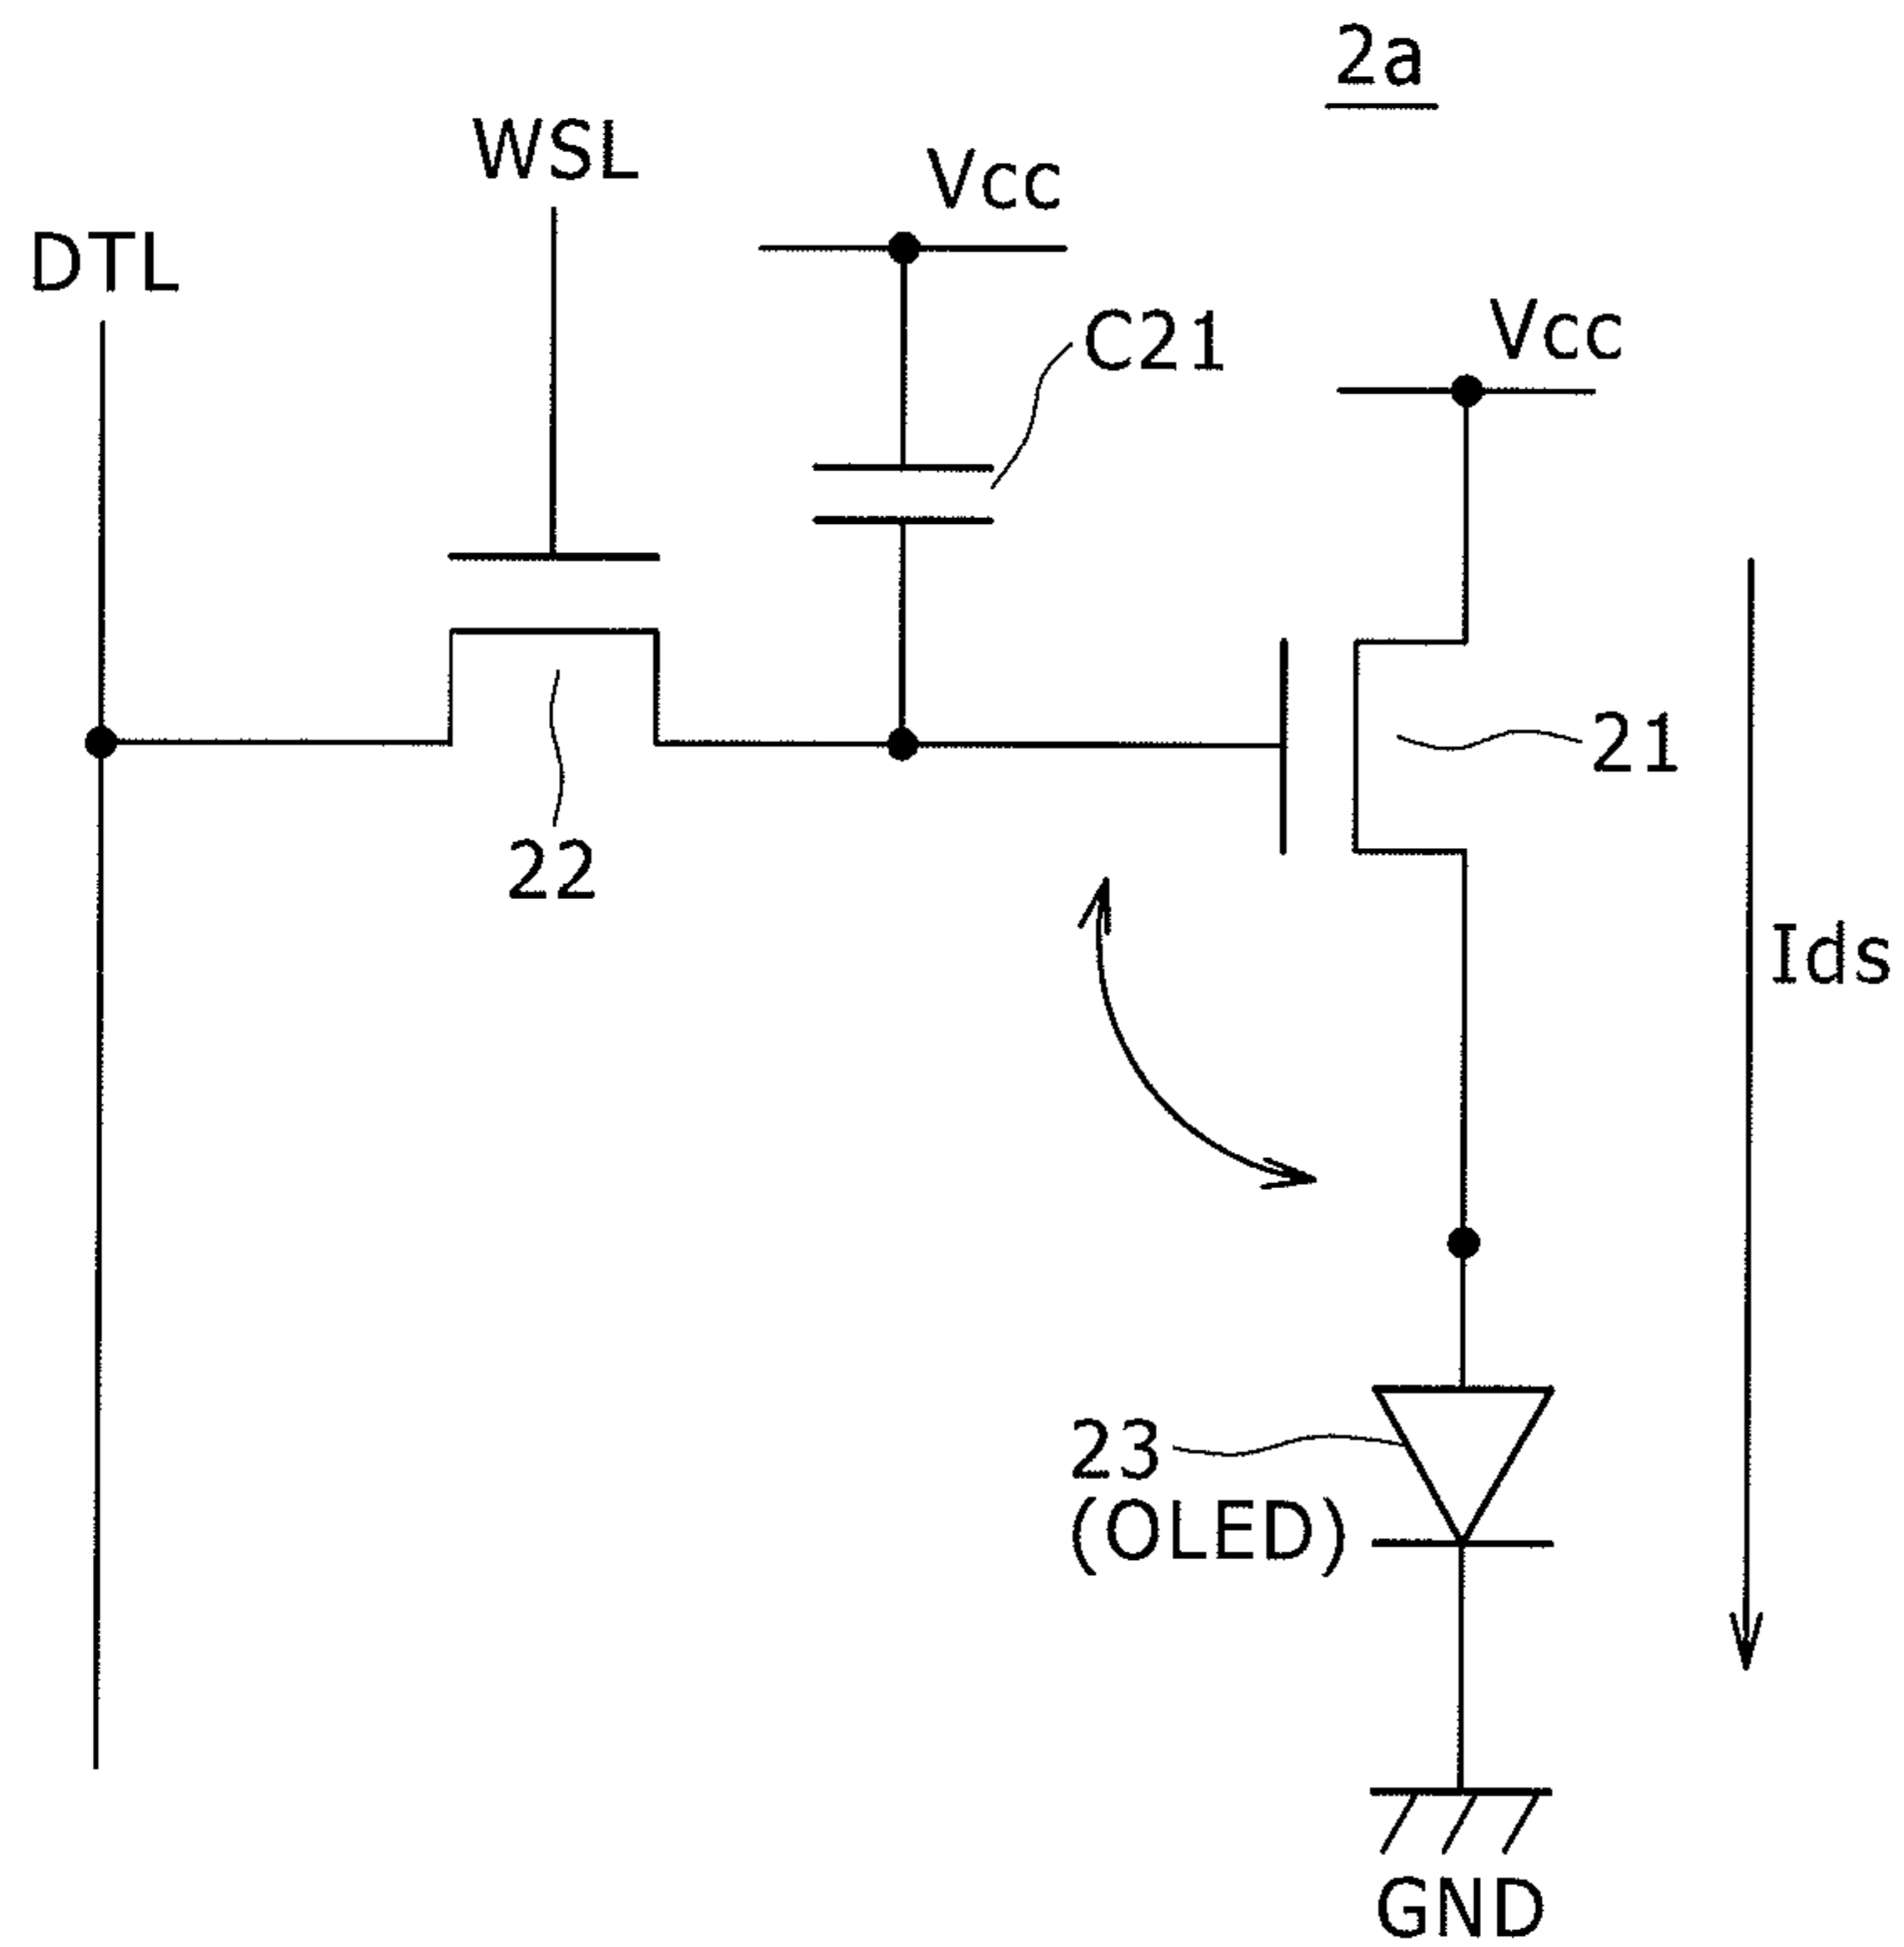 2a
WSL
Vcc
DTL
C21
Vcc
21
22
Ids
23
(OLED)
GND